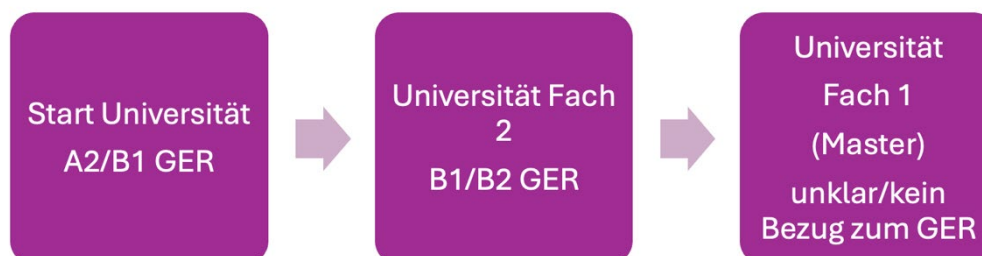 Start Universität
A2/B1 GER
Universität Fach
2
B1/B2 GER
Universität
Fach 1
(Master)
unklar/kein
Bezug zum GER